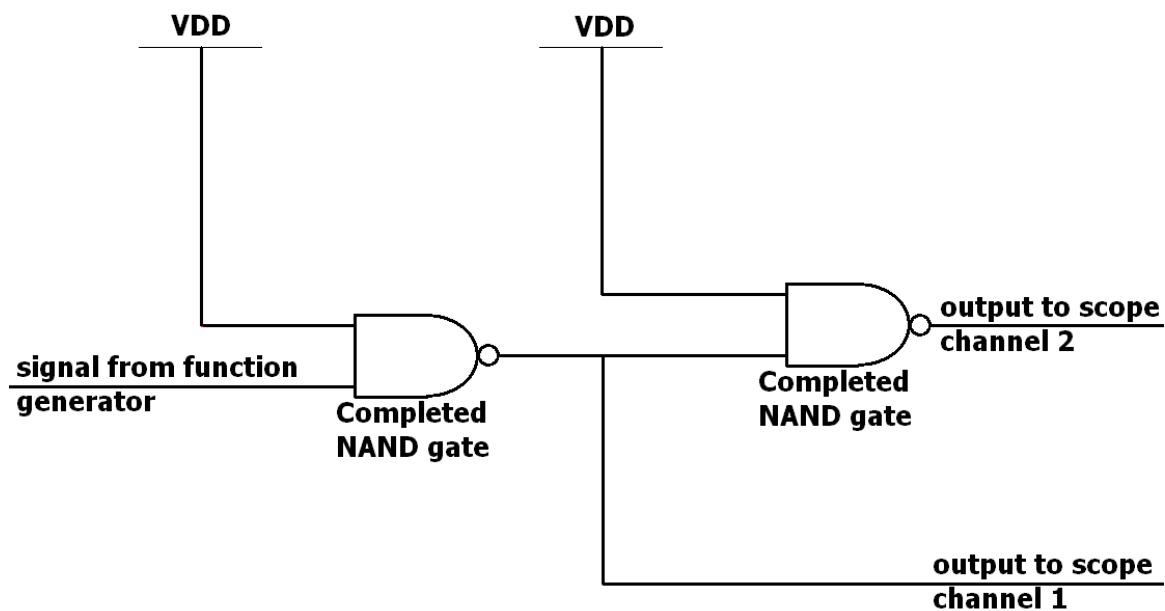 VDD
VDD
output to scope
channel 2
signal from function
generator
Completed
NAND gate
Completed
NAND gate
output to scope
channel 1